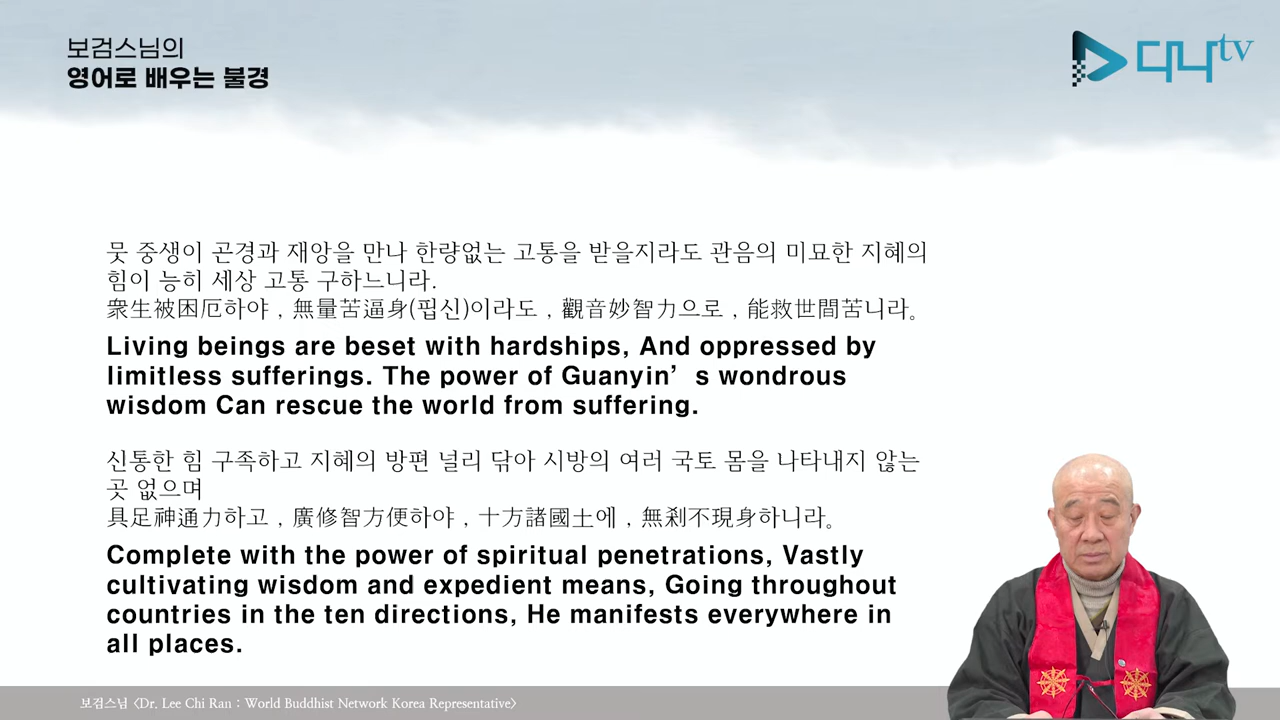 보검스님의
영어로 배우는 불경
디나tv
뭇 중생이 곤경과 재앙을 만나 한량없는 고통을 받을지라도 관음의 미묘한 지혜의
힘이 능히 세상 고통 구하느니라.
衆生被困厄하야 , 無量苦逼身(핍신)이라도 , 觀音妙智力으로 , 能救世間苦니라。
Living beings are beset with hardships, And oppressed by
limitless sufferings. The power of Guanyin’s wondrous
wisdom Can rescue the world from suffering.
신통한 힘 구족하고 지혜의 방편 널리 닦아 시방의 여러 국토 몸을 나타내지 않는
곳 없으며
具足神通力하고 , 廣修智方便하야 , 十方諸國土에 , 無刹不現身하니라。
Complete with the power of spiritual penetrations, Vastly
cultivating wisdom and expedient means, Going throughout
countries in the ten directions, He manifests everywhere in
all places.
보검스님 <Dr. Lee Chi Ran : World Buddhist Network Korea Representative>